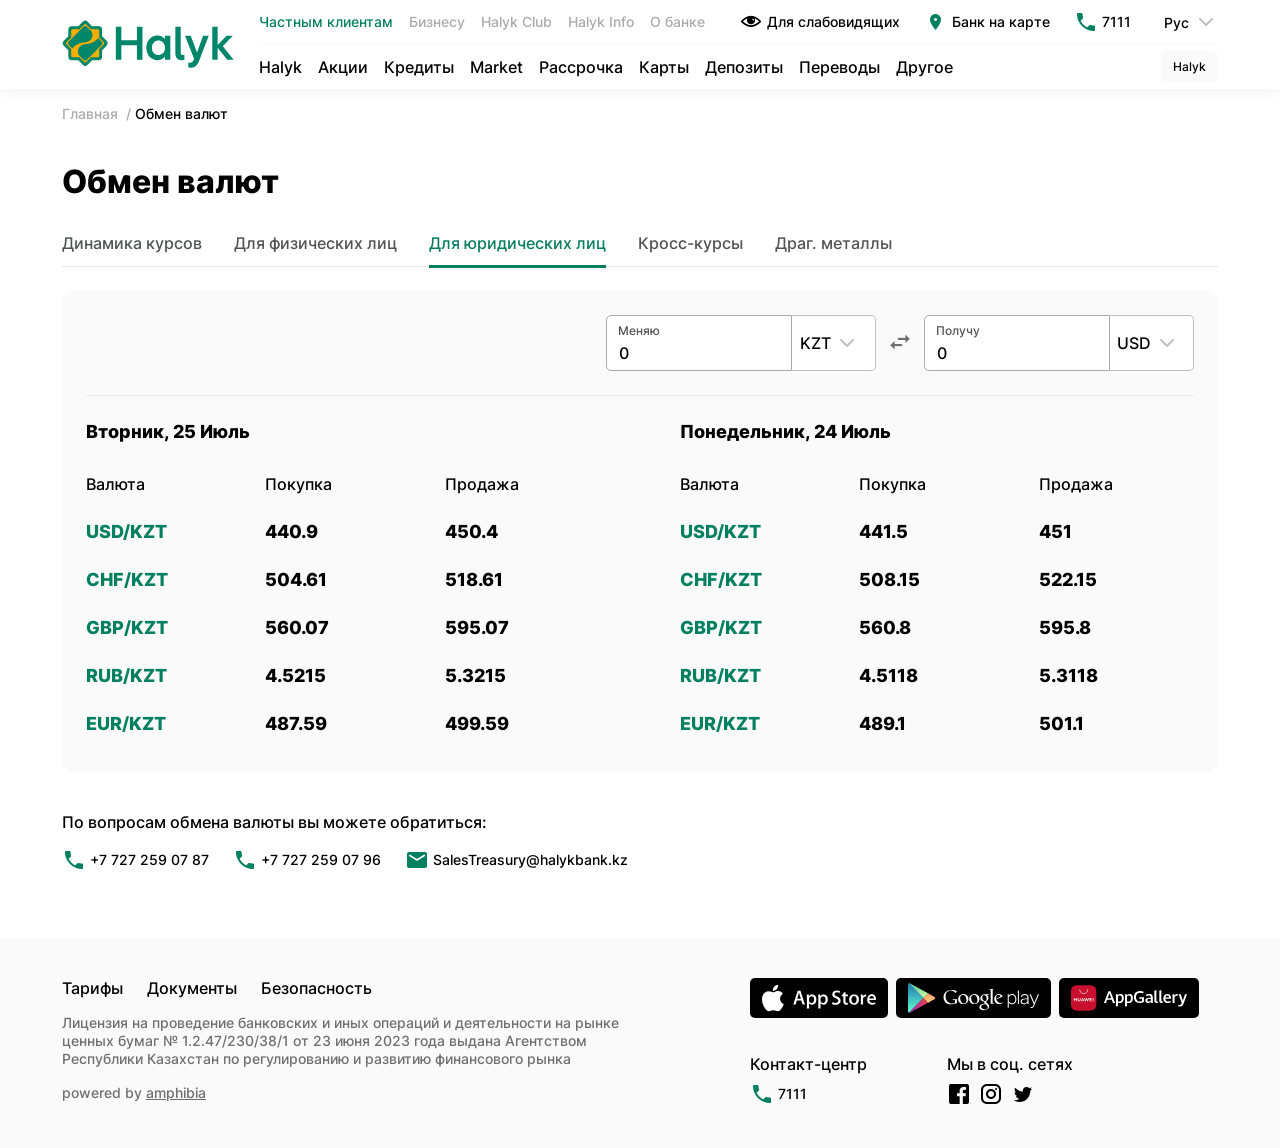 Halyk
Частным клиентам Бизнесу Halyk Club Halyk Info О банке Для слабовидящих Банк на карте 7111 Рус
Halyk Акции Кредиты Market Рассрочка Карты Депозиты Переводы Другое Halyk
Главная / Обмен валют
Обмен валют
Динамика курсов Для физических лиц Для юридических лиц Кросс-курсы Драг. металлы
Меняю Получу
0 KZT 0 USD
Вторник, 25 Июль Понедельник, 24 Июль
Валюта Покупка Продажа Валюта Покупка Продажа
USD/KZT 440.9 450.4 USD/KZT 441.5 451
CHF/KZT 504.61 518.61 CHF/KZT 508.15 522.15
GBP/KZT 560.07 595.07 GBP/KZT 560.8 595.8
RUB/KZT 4.5215 5.3215 RUB/KZT 4.5118 5.3118
EUR/KZT 487.59 499.59 EUR/KZT 489.1 501.1
По вопросам обмена валюты вы можете обратиться:
+7 727 259 07 87 +7 727 259 07 96 SalesTreasury@halykbank.kz
Тарифы Документы Безопасность
Лицензия на проведение банковских и иных операций и деятельности на рынке
ценных бумаг № 1.2.47/230/38/1 от 23 июня 2023 года выдана Агентством
Республики Казахстан по регулированию и развитию финансового рынка
powered by amphibia
App Store Google play HUAWEI AppGallery
Контакт-центр Мы в соц. сетях
7111